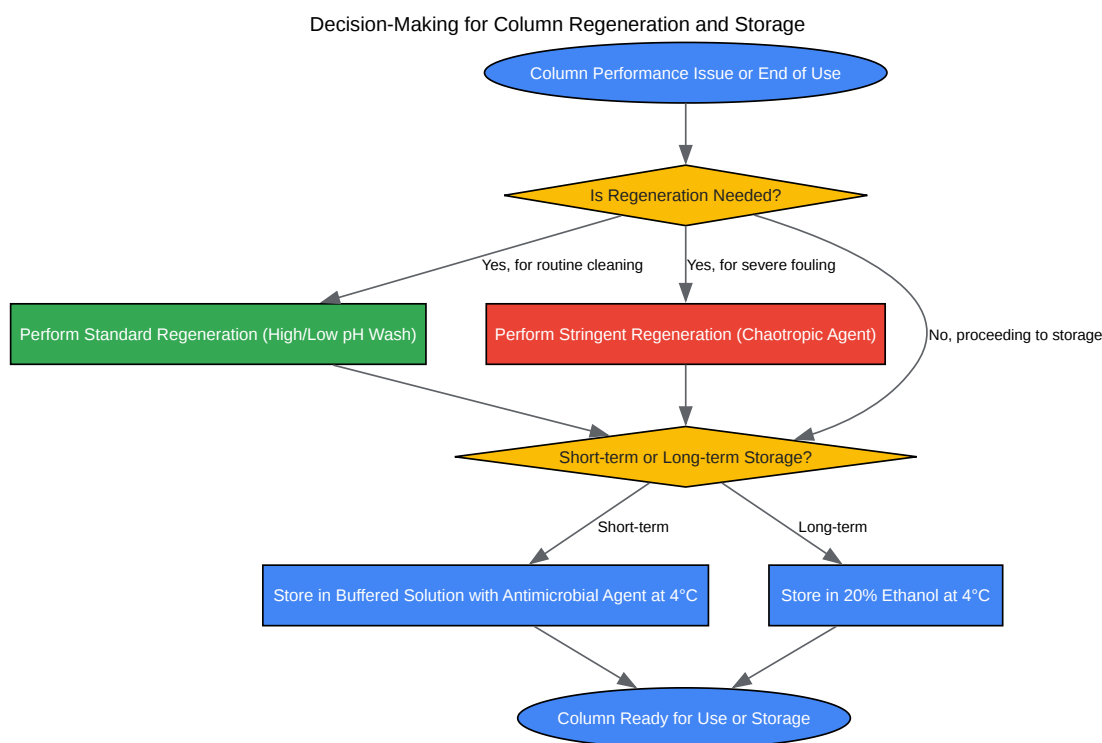 Decision-Making for Column Regeneration and Storage
Column Performance Issue or End of Use
Is Regeneration Needed?
Yes, for routine cleaning
Yes, for severe fouling
No, proceeding to storage
Perform Standard Regeneration (High/Low pH Wash)
Perform Stringent Regeneration (Chaotropic Agent)
Short-term or Long-term Storage?
Short-term
Long-term
Store in Buffered Solution with Antimicrobial Agent at 4°C
Store in 20% Ethanol at 4°C
Column Ready for Use or Storage